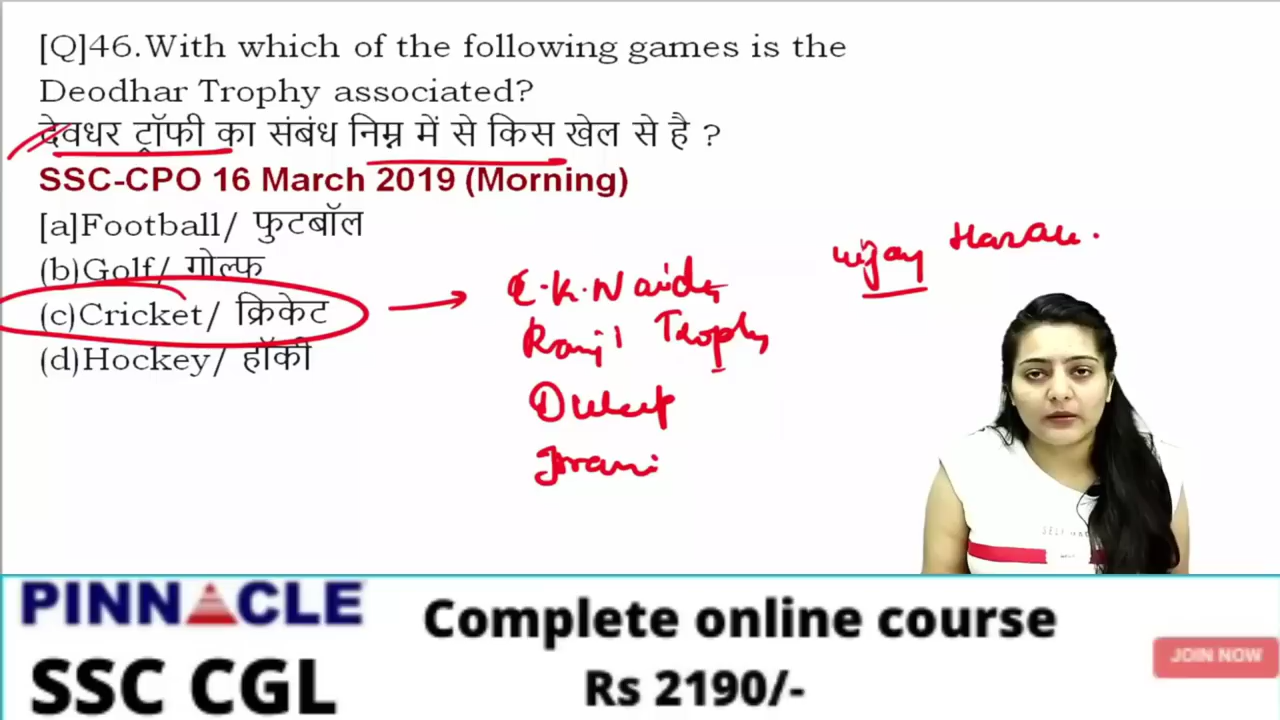 [Q]46.With which of the following games is the
Deodhar Trophy associated?
देवधर ट्रॉफी का संबंध निम्न में से किस खेल से है ?
SSC-CPO 16 March 2019 (Morning)
[a]Football/ फुटबॉल
(b)Golf/ गोल्फ
(c)Cricket/ क्रिकेट
(d)Hockey/ हॉकी
C.K.Naidu
Ranji Trophy
Duleep
Irani
Vijay Hazare.
PINNACLE
SSC CGL
Complete online course
Rs 2190/-
JOIN NOW